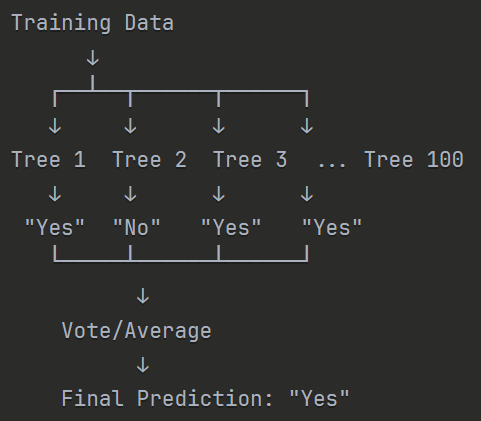 Training Data
Tree 1 Tree 2 Tree 3 ... Tree 100
"Yes" "No" "Yes" "Yes"
Vote/Average
Final Prediction: "Yes"